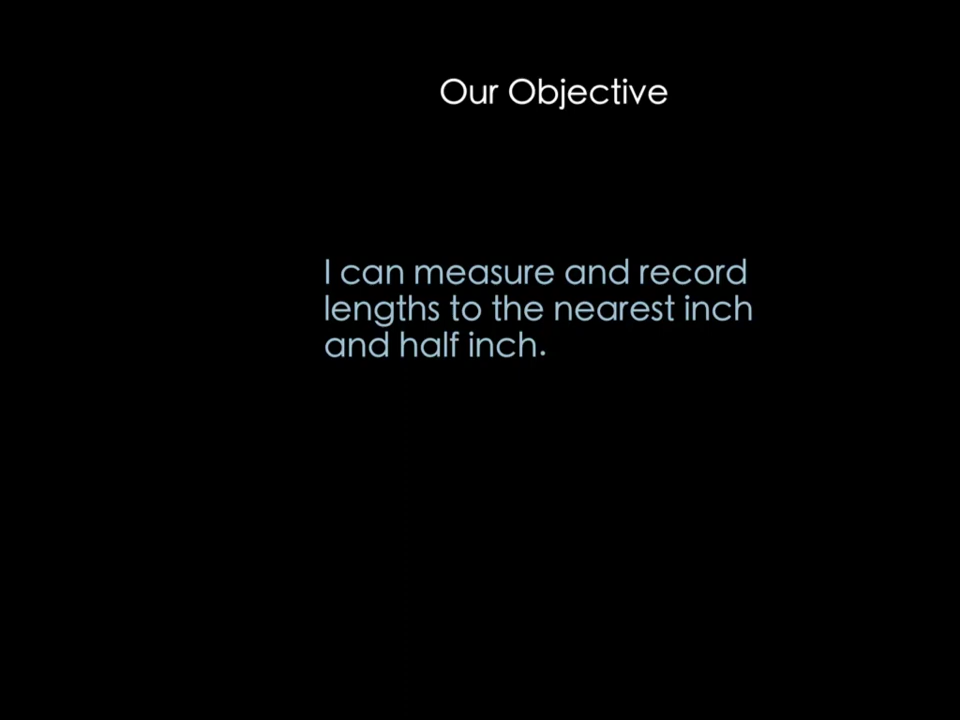 Our Objective
I can measure and record
lengths to the nearest inch
and half inch.